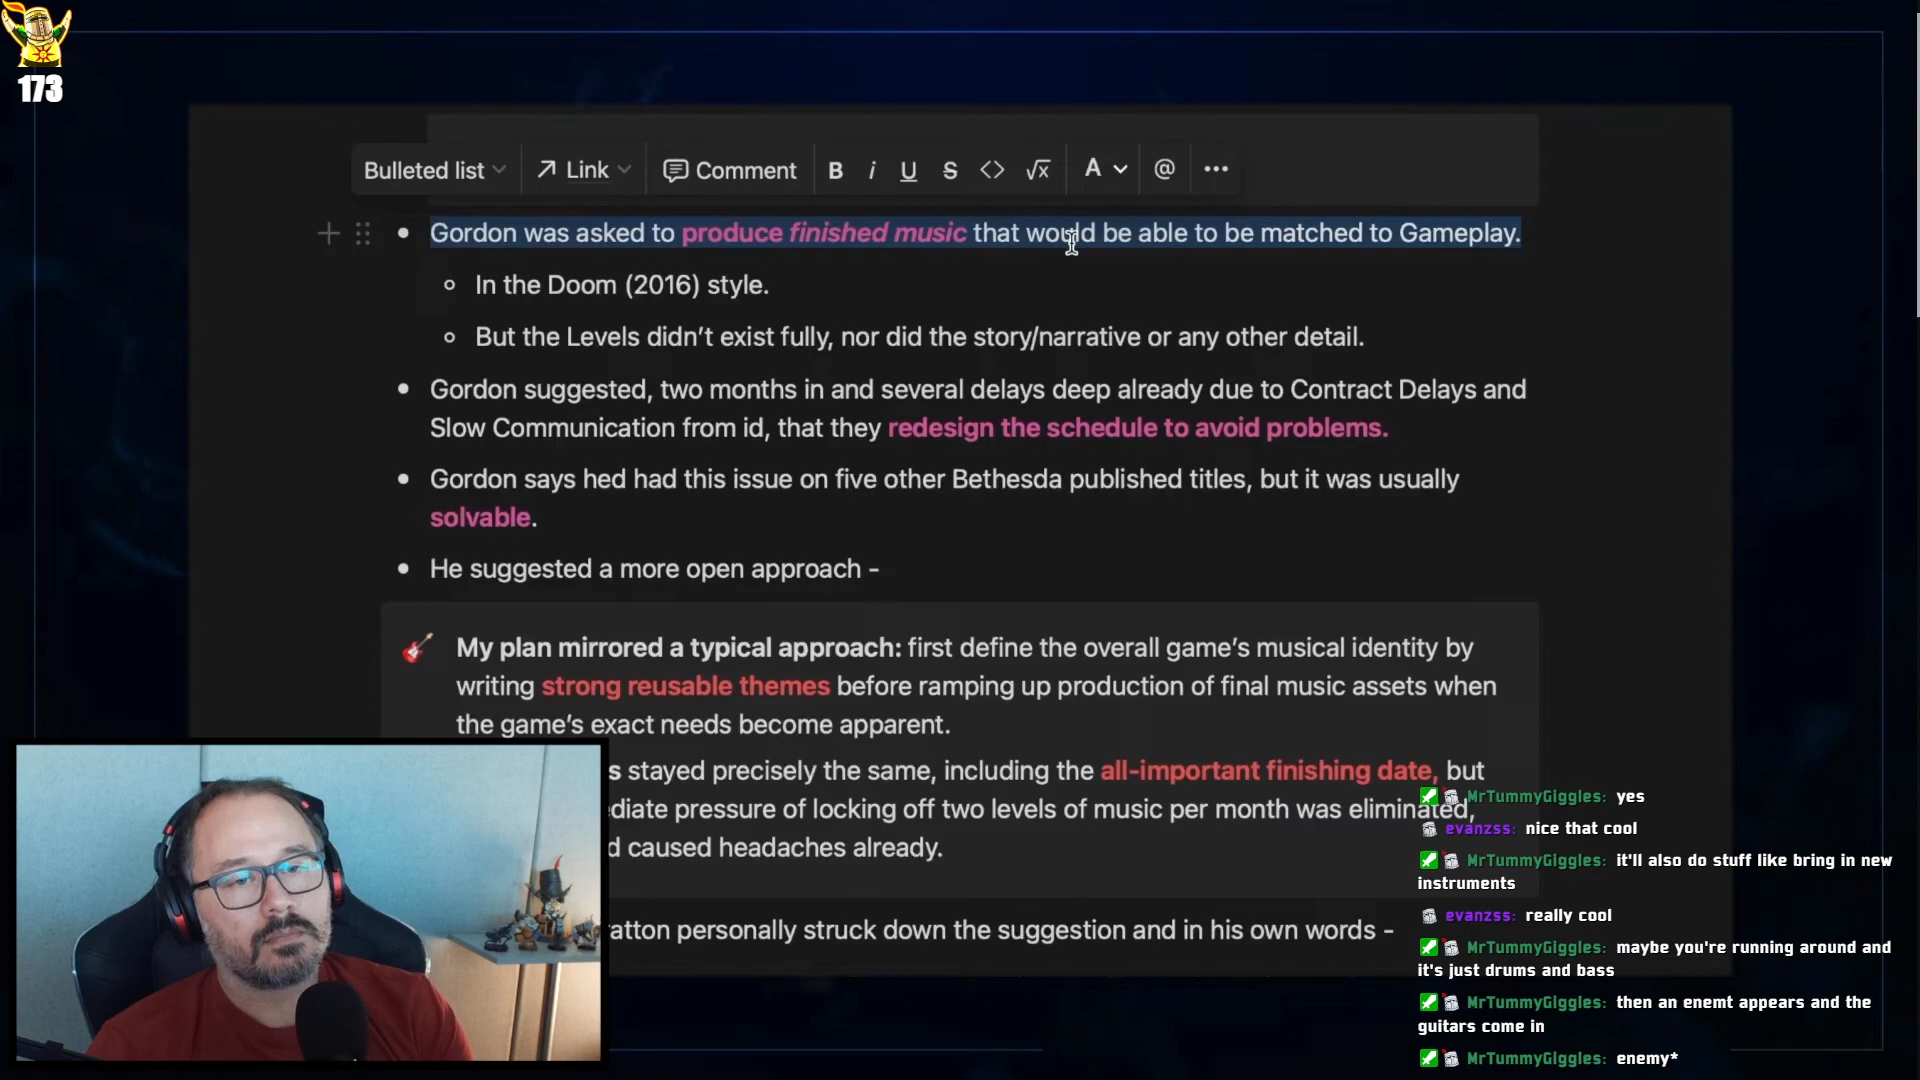 173
Bulleted list
Link
Comment
B i U S <> √x A @ •••
Gordon was asked to produce finished music that would be able to be matched to Gameplay.
In the Doom (2016) style.
But the Levels didn’t exist fully, nor did the story/narrative or any other detail.
Gordon suggested, two months in and several delays deep already due to Contract Delays and
Slow Communication from id, that they redesign the schedule to avoid problems.
Gordon says hed had this issue on five other Bethesda published titles, but it was usually
solvable.
He suggested a more open approach -
My plan mirrored a typical approach: first define the overall game’s musical identity by
writing strong reusable themes before ramping up production of final music assets when
the game’s exact needs become apparent.
s stayed precisely the same, including the all-important finishing date, but
ediate pressure of locking off two levels of music per month was eliminated,
d caused headaches already.
ratton personally struck down the suggestion and in his own words -
MrTummyGiggles: yes
evanzss: nice that cool
MrTummyGiggles: it'll also do stuff like bring in new
instruments
evanzss: really cool
MrTummyGiggles: maybe you're running around and
it's just drums and bass
MrTummyGiggles: then an enemt appears and the
guitars come in
MrTummyGiggles: enemy*